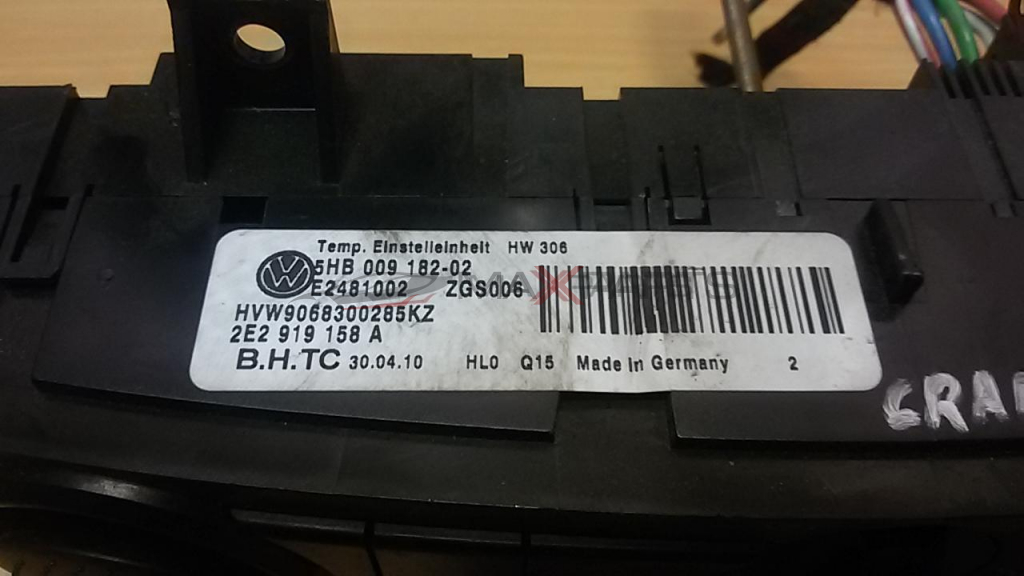 Temp. Einstelleinheit HW 306
5HB 009 182-02
E2481002 ZGS006
HVW9068300285KZ
2E2 919 158 A
B.H.TC 30.04.10 HL0 Q15 Made in Germany 2
MAXPARTS